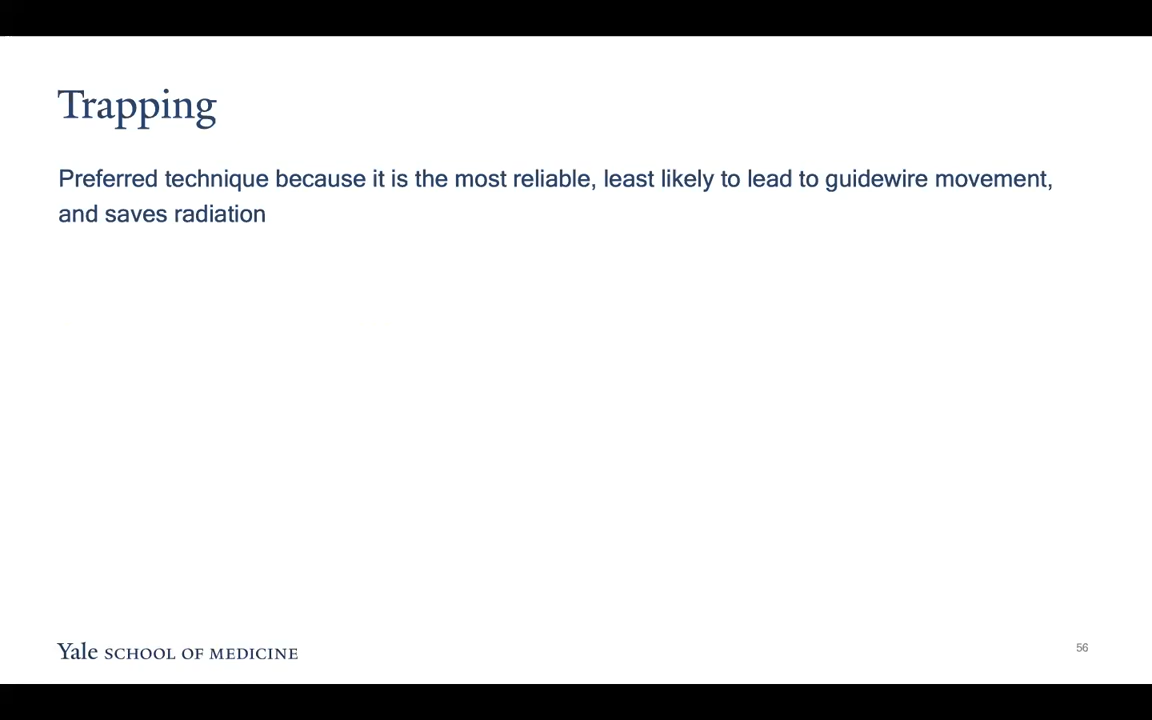 Trapping
Preferred technique because it is the most reliable, least likely to lead to guidewire movement,
and saves radiation
Yale SCHOOL OF MEDICINE
56